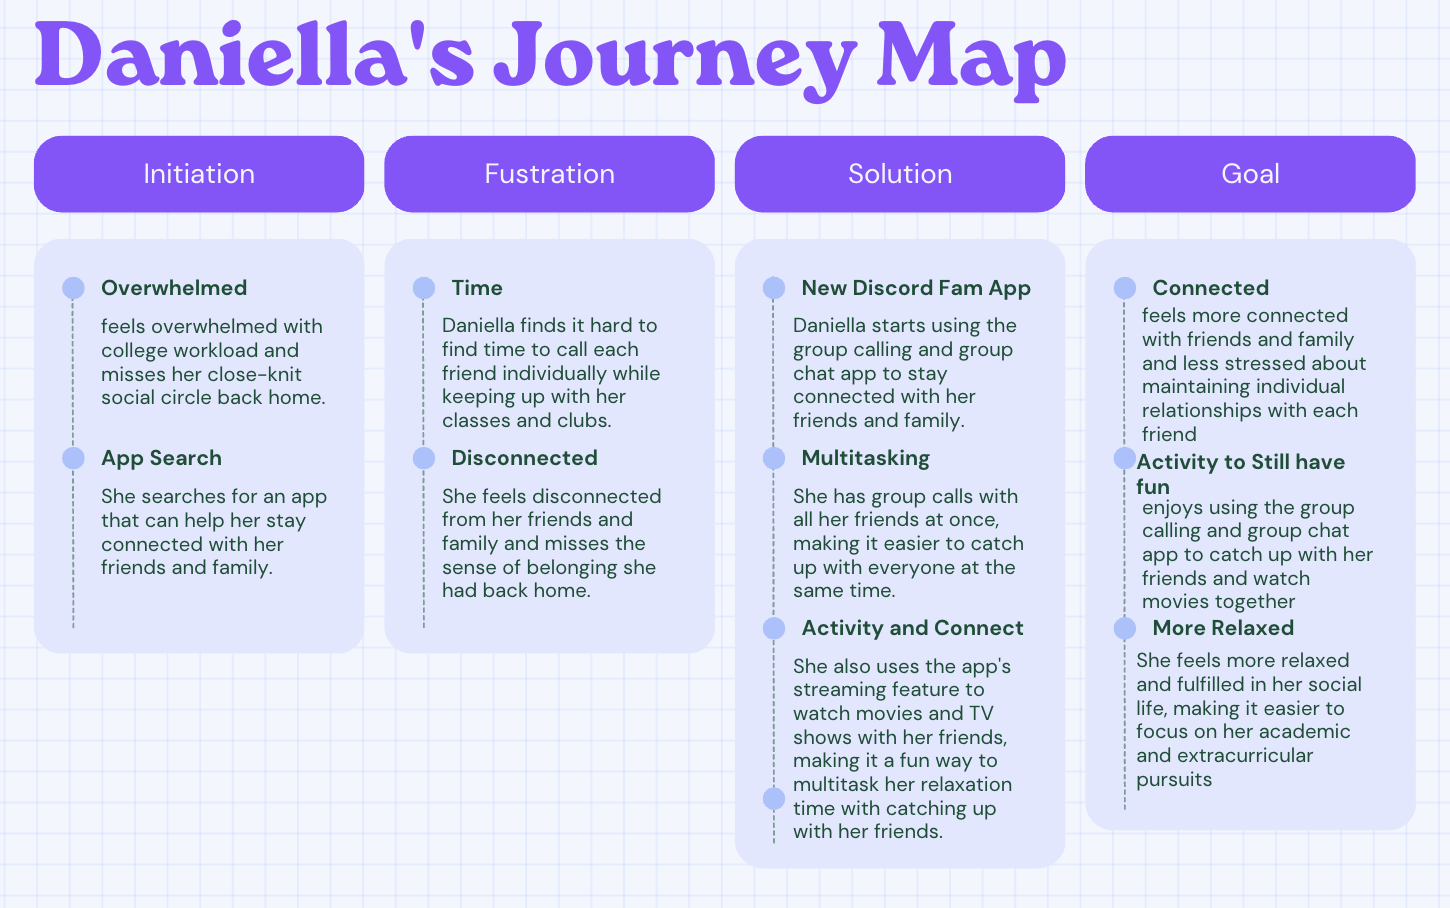 Daniella's Journey Map
Initiation
Overwhelmed
feels overwhelmed with
college workload and
misses her close-knit
social circle back home.
App Search
She searches for an app
that can help her stay
connected with her
friends and family.
Fustration
Time
Daniella finds it hard to
find time to call each
friend individually while
keeping up with her
classes and clubs.
Disconnected
She feels disconnected
from her friends and
family and misses the
sense of belonging she
had back home.
Solution
New Discord Fam App
Daniella starts using the
group calling and group
chat app to stay
connected with her
friends and family.
Multitasking
She has group calls with
all her friends at once,
making it easier to catch
up with everyone at the
same time.
Activity and Connect
She also uses the app's
streaming feature to
watch movies and TV
shows with her friends,
making it a fun way to
multitask her relaxation
time with catching up
with her friends.
Goal
Connected
feels more connected
with friends and family
and less stressed about
maintaining individual
relationships with each
friend
Activity to Still have
fun
enjoys using the group
calling and group chat
app to catch up with her
friends and watch
movies together
More Relaxed
She feels more relaxed
and fulfilled in her social
life, making it easier to
focus on her academic
and extracurricular
pursuits